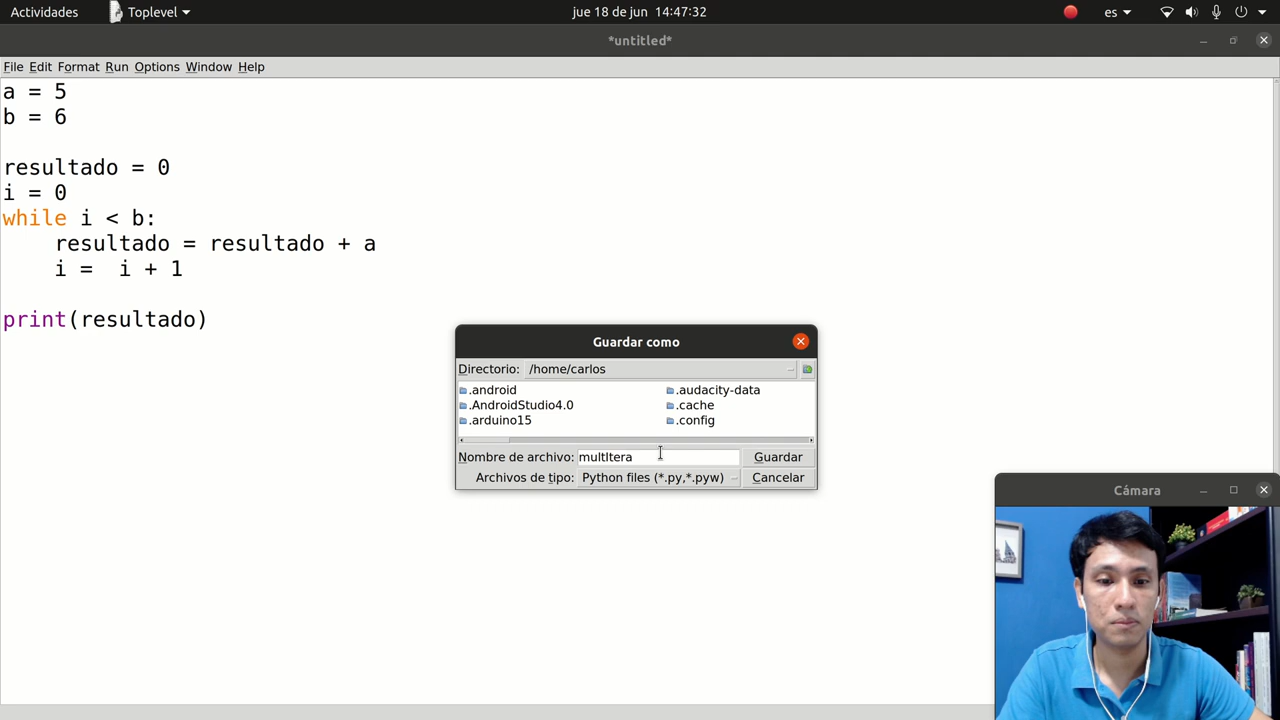 Actividades Toplevel jue 18 de jun 14:47:32 es
*untitled*
File Edit Format Run Options Window Help
a = 5
b = 6
resultado = 0
i = 0
while i < b:
    resultado = resultado + a
    i =  i + 1
print(resultado)
Guardar como
Directorio: /home/carlos
.android .audacity-data
.AndroidStudio4.0 .cache
.arduino15 .config
Nombre de archivo: multItera Guardar
Archivos de tipo: Python files (*.py,*.pyw) Cancelar
Cámara